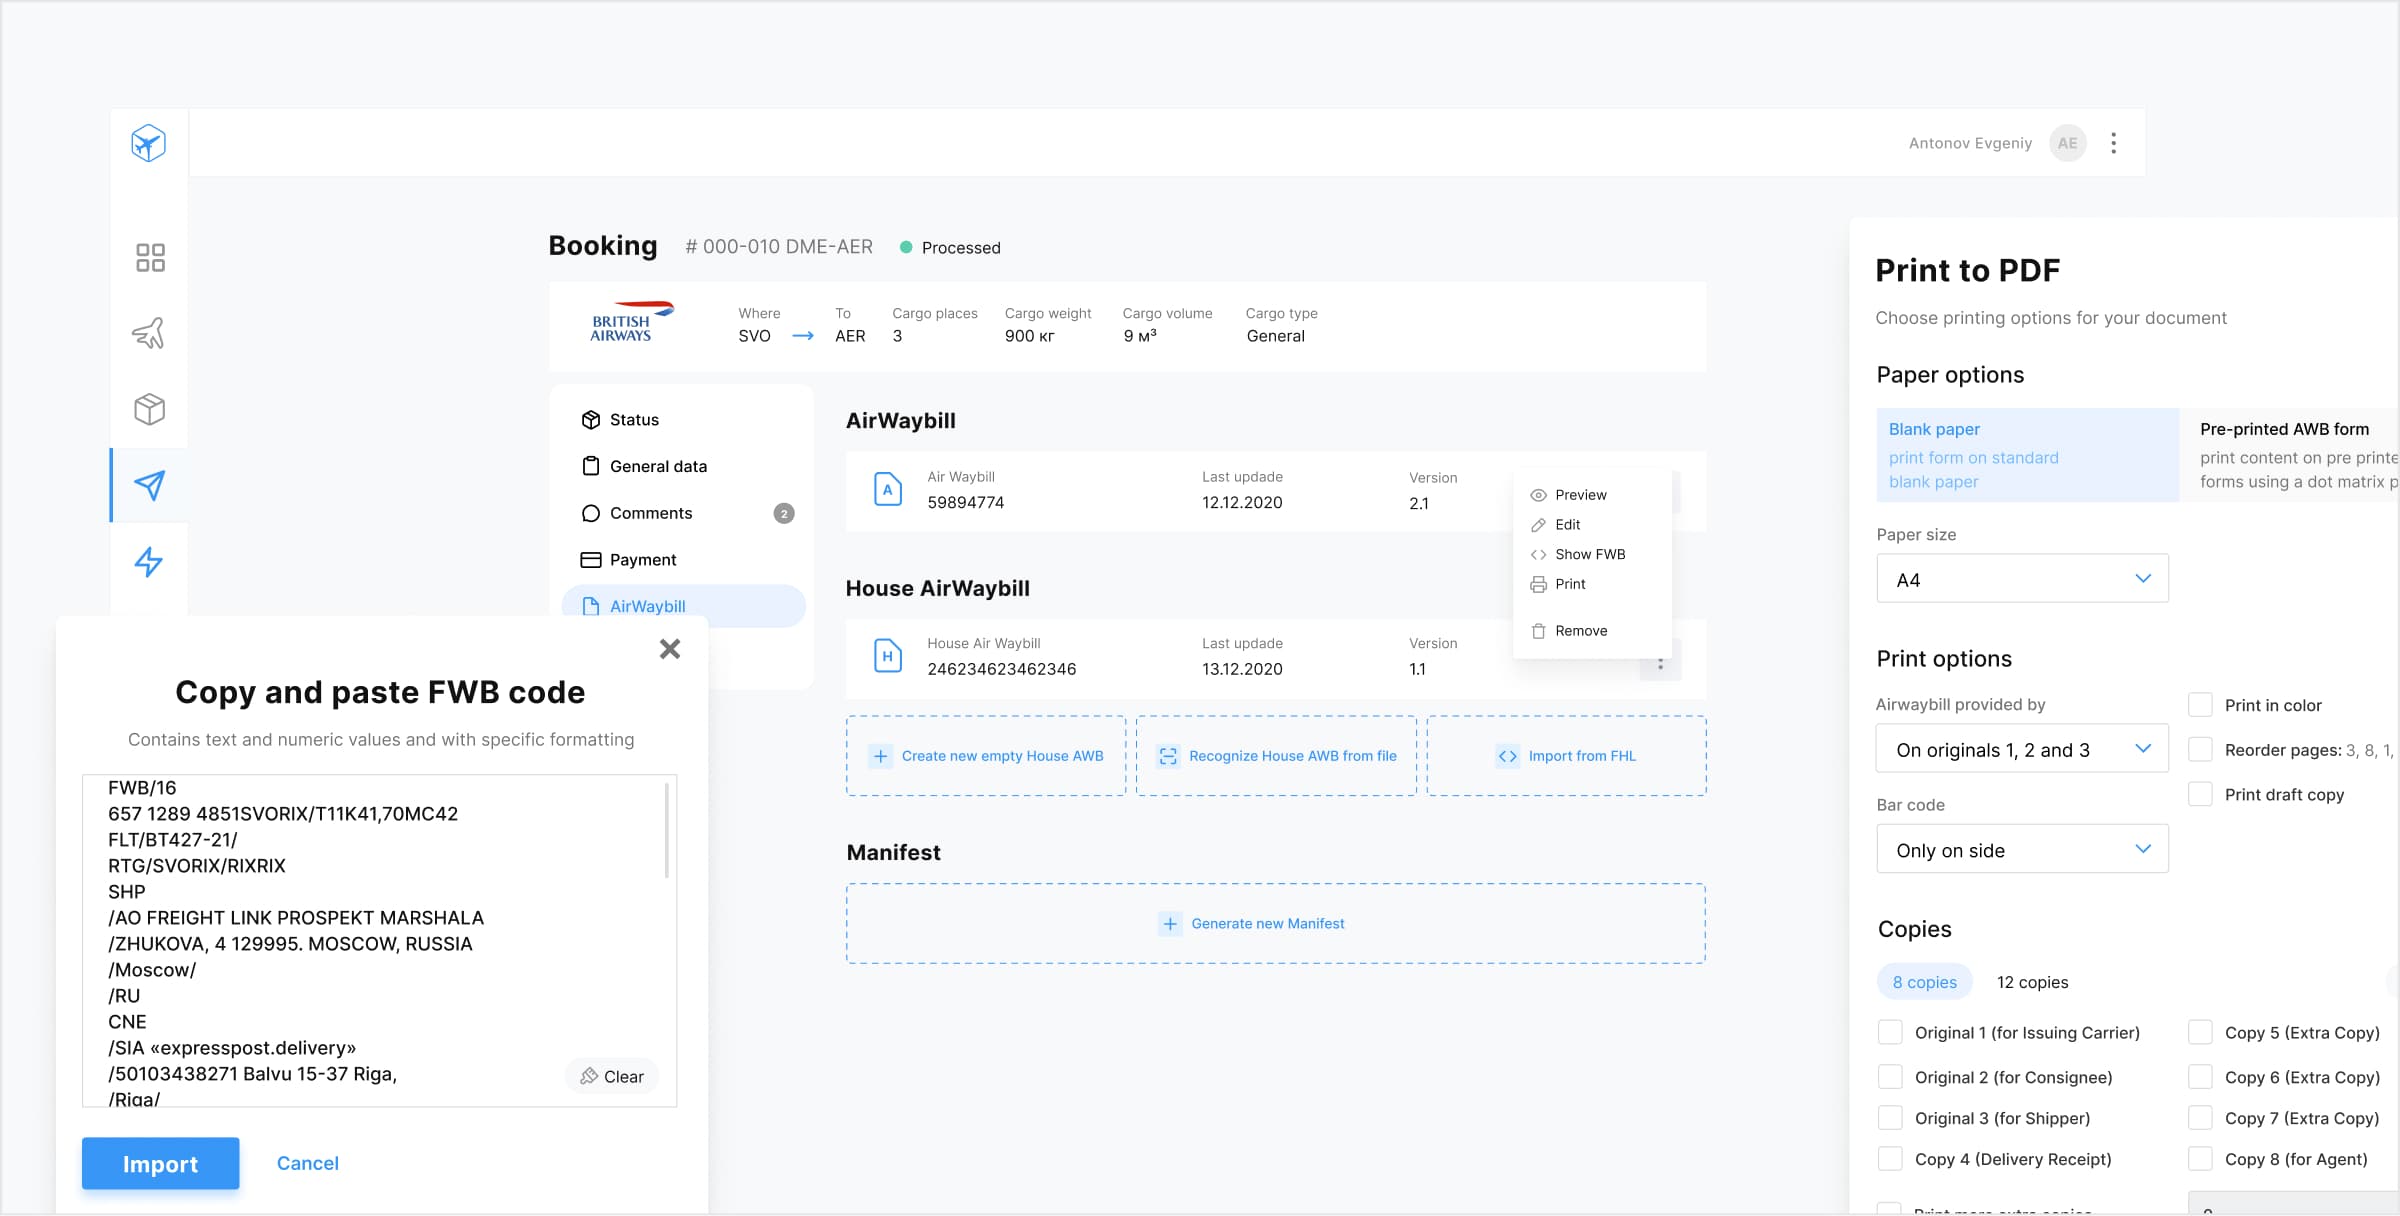 Antonov Evgeniy
AE
Booking
# 000-010 DME-AER
Processed
BRITISH AIRWAYS
Where
SVO
To
AER
Cargo places
3
Cargo weight
900 кг
Cargo volume
9 м³
Cargo type
General
Status
General data
Comments
2
Payment
AirWaybill
AirWaybill
A
Air Waybill
59894774
Last updade
12.12.2020
Version
2.1
Preview
Edit
Show FWB
Print
Remove
House AirWaybill
H
House Air Waybill
246234623462346
Last updade
13.12.2020
Version
1.1
Create new empty House AWB
Recognize House AWB from file
Import from FHL
Manifest
Generate new Manifest
Copy and paste FWB code
Contains text and numeric values and with specific formatting
FWB/16
657 1289 4851SVORIX/T11K41,70MC42
FLT/BT427-21/
RTG/SVORIX/RIXRIX
SHP
/AO FREIGHT LINK PROSPEKT MARSHALA
/ZHUKOVA, 4 129995. MOSCOW, RUSSIA
/Moscow/
/RU
CNE
/SIA «expresspost.delivery»
/50103438271 Balvu 15-37 Riga,
/Riga/
Clear
Import
Cancel
Print to PDF
Choose printing options for your document
Paper options
Blank paper
print form on standard
blank paper
Pre-printed AWB form
print content on pre printe
forms using a dot matrix p
Paper size
A4
Print options
Airwaybill provided by
On originals 1, 2 and 3
Bar code
Only on side
Print in color
Reorder pages: 3, 8, 1,
Print draft copy
Copies
8 copies
12 copies
Original 1 (for Issuing Carrier)
Original 2 (for Consignee)
Original 3 (for Shipper)
Copy 4 (Delivery Receipt)
Copy 5 (Extra Copy)
Copy 6 (Extra Copy)
Copy 7 (Extra Copy)
Copy 8 (for Agent)